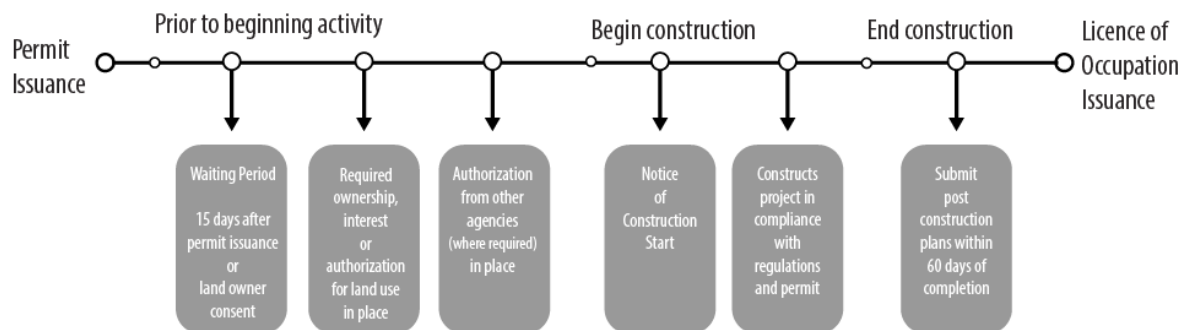 Permit
Issuance
Prior to beginning activity
Begin construction
End construction
Licence of
Occupation
Issuance
Waiting Period
15 days after
permit issuance
or
land owner
consent
Required
ownership,
interest
or
authorization
for land use
in place
Authorization
from other
agencies
(where required)
in place
Notice
of
Construction
Start
Constructs
project in
compliance
with
regulations
and permit
Submit
post
construction
plans within
60 days of
completion